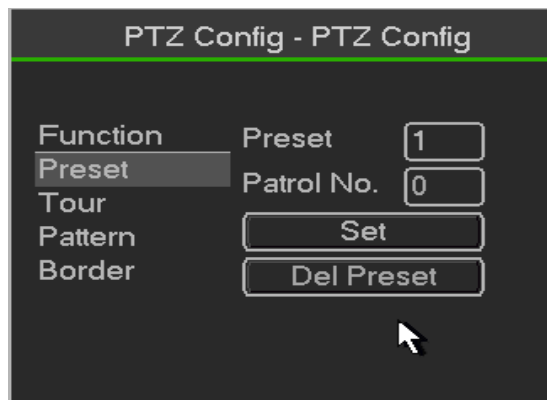 PTZ Config - PTZ Config
Function
Preset
Tour
Pattern
Border
Preset 1
Patrol No. 0
Set
Del Preset